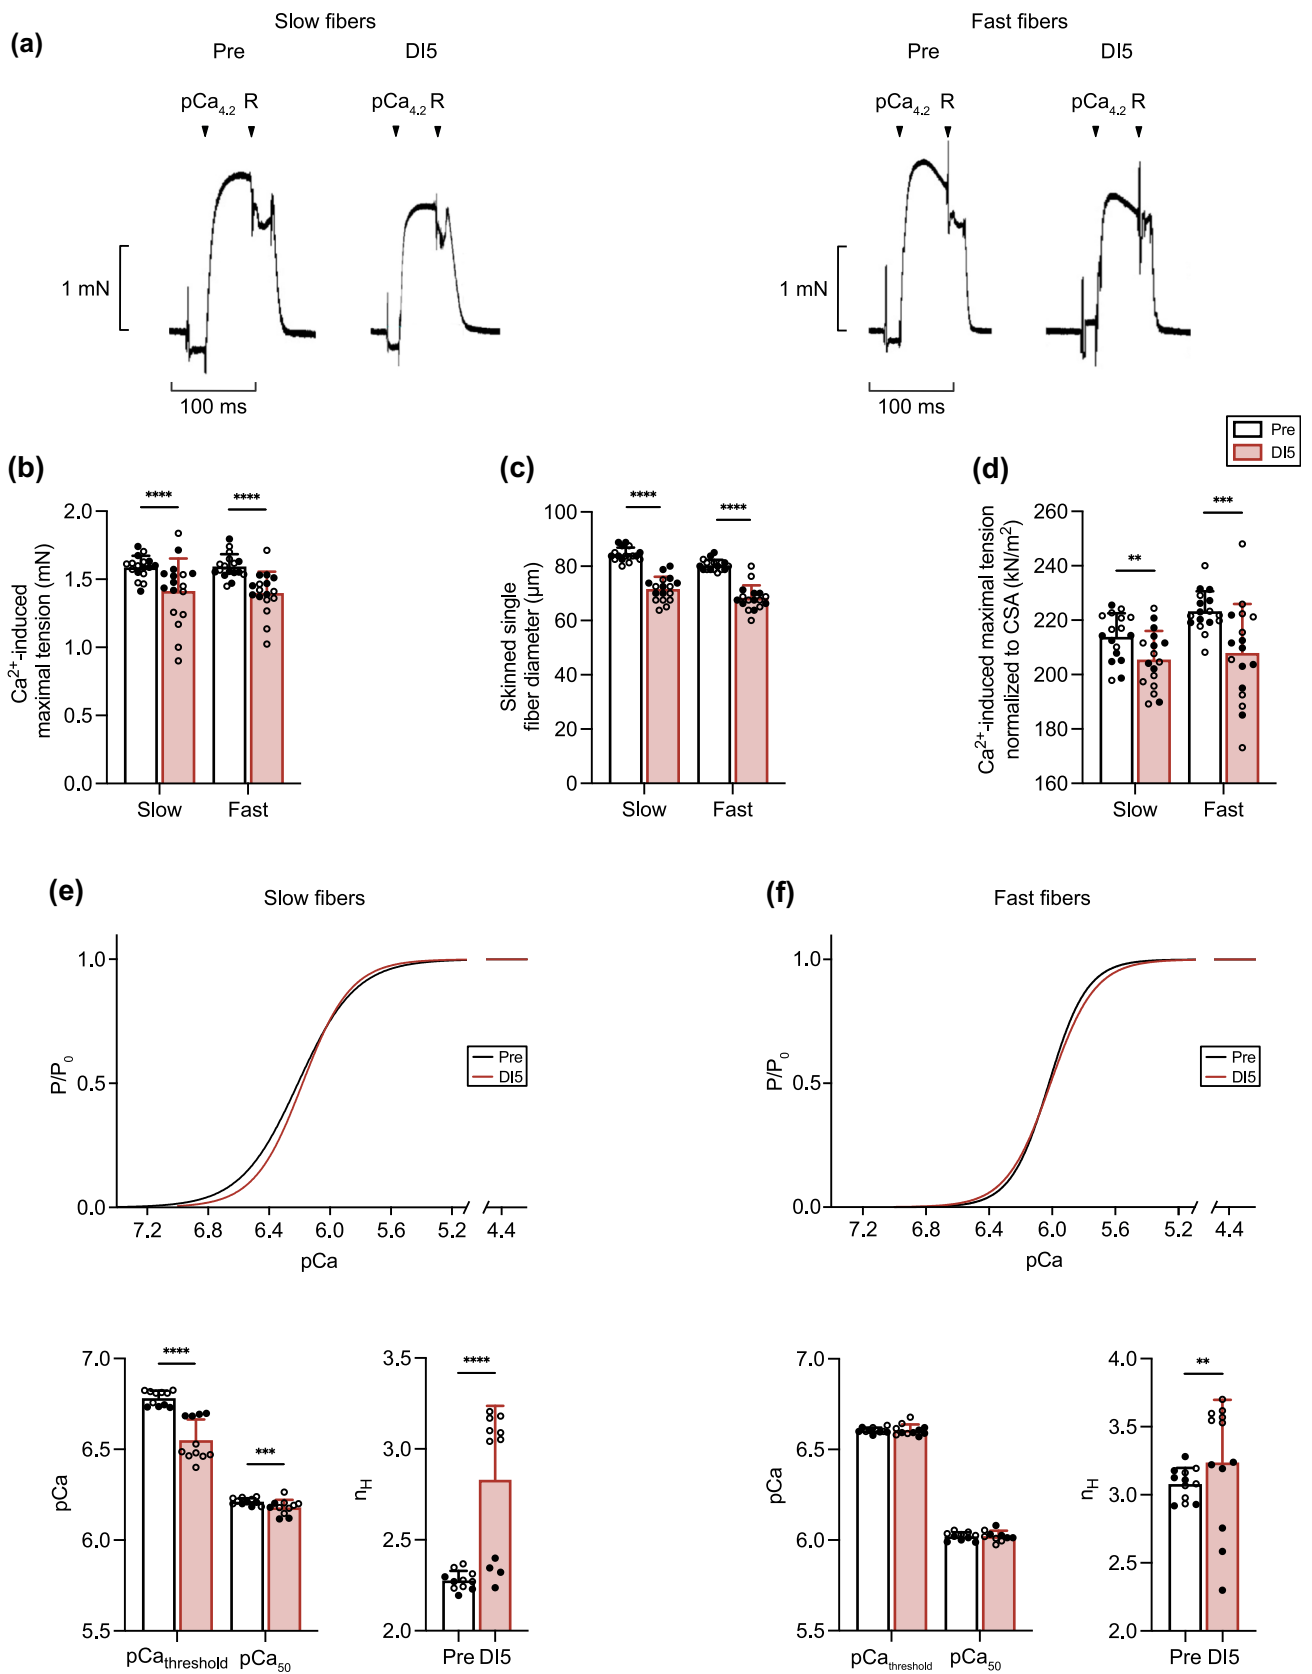 (a)
Slow fibers
Pre
DI5
pCa4.2 R
pCa4.2 R
1 mN
100 ms
Fast fibers
Pre
DI5
pCa4.2 R
pCa4.2 R
1 mN
100 ms
Pre
DI5
(b)
Ca2+-induced
maximal tension (mN)
2.0
1.5
1.0
0.5
0.0
****
****
Slow
Fast
(c)
Skinned single
fiber diameter (µm)
100
80
60
40
20
0
****
****
Slow
Fast
(d)
Ca2+-induced maximal tension
normalized to CSA (kN/m2)
260
240
220
200
180
160
**
***
Slow
Fast
(e)
Slow fibers
P/P0
1.0
0.5
0.0
7.2 6.8 6.4 6.0 5.6 5.2 4.4
pCa
Pre
DI5
pCa
7.0
6.5
6.0
5.5
****
***
pCathreshold
pCa50
nH
3.5
3.0
2.5
2.0
****
Pre DI5
(f)
Fast fibers
P/P0
1.0
0.5
0.0
7.2 6.8 6.4 6.0 5.6 5.2 4.4
pCa
Pre
DI5
pCa
7.0
6.5
6.0
5.5
pCathreshold
pCa50
nH
4.0
3.5
3.0
2.5
2.0
**
Pre DI5